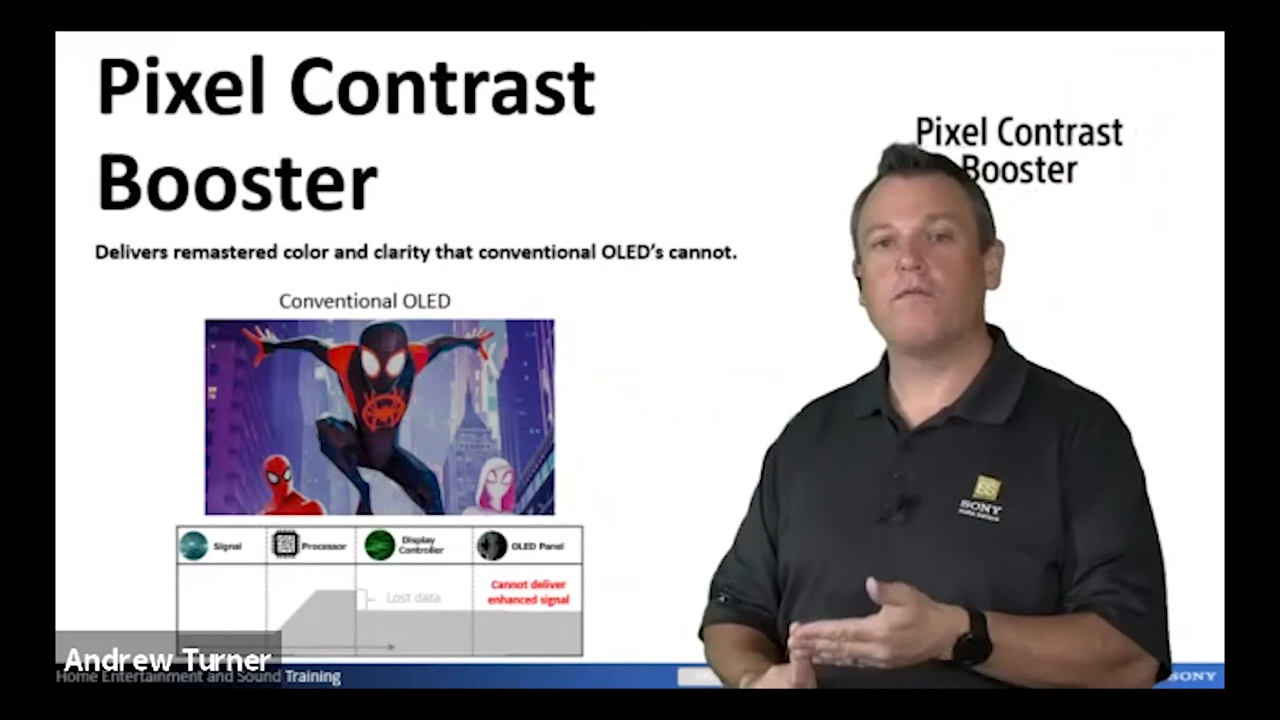 Pixel Contrast
Booster
Pixel Contrast
Booster
Delivers remastered color and clarity that conventional OLED's cannot.
Conventional OLED
Signal
Processor
Display
Controller
OLED Panel
Lost data
Cannot deliver
enhanced signal
ES
SONY
Andrew Turner
Home Entertainment and Sound Training
SONY